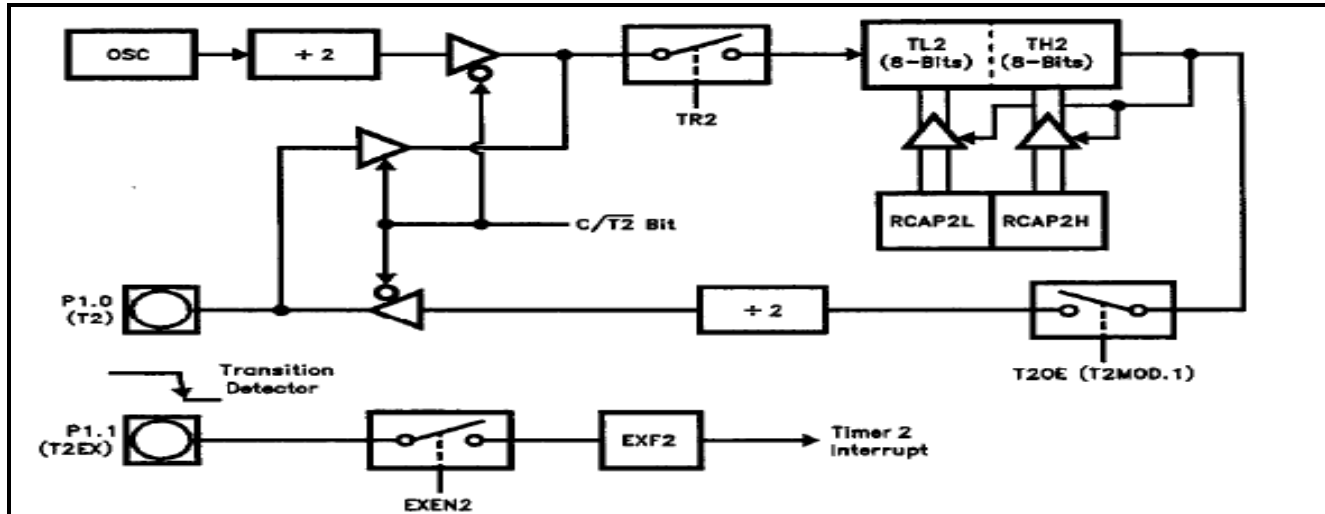 OSC
÷ 2
TR2
TL2
(8-Bits)
TH2
(8-Bits)
RCAP2L
RCAP2H
C/T2̅ Bit
P1.0
(T2)
÷ 2
T2OE (T2MOD.1)
Transition
Detector
P1.1
(T2EX)
EXEN2
EXF2
Timer 2
Interrupt